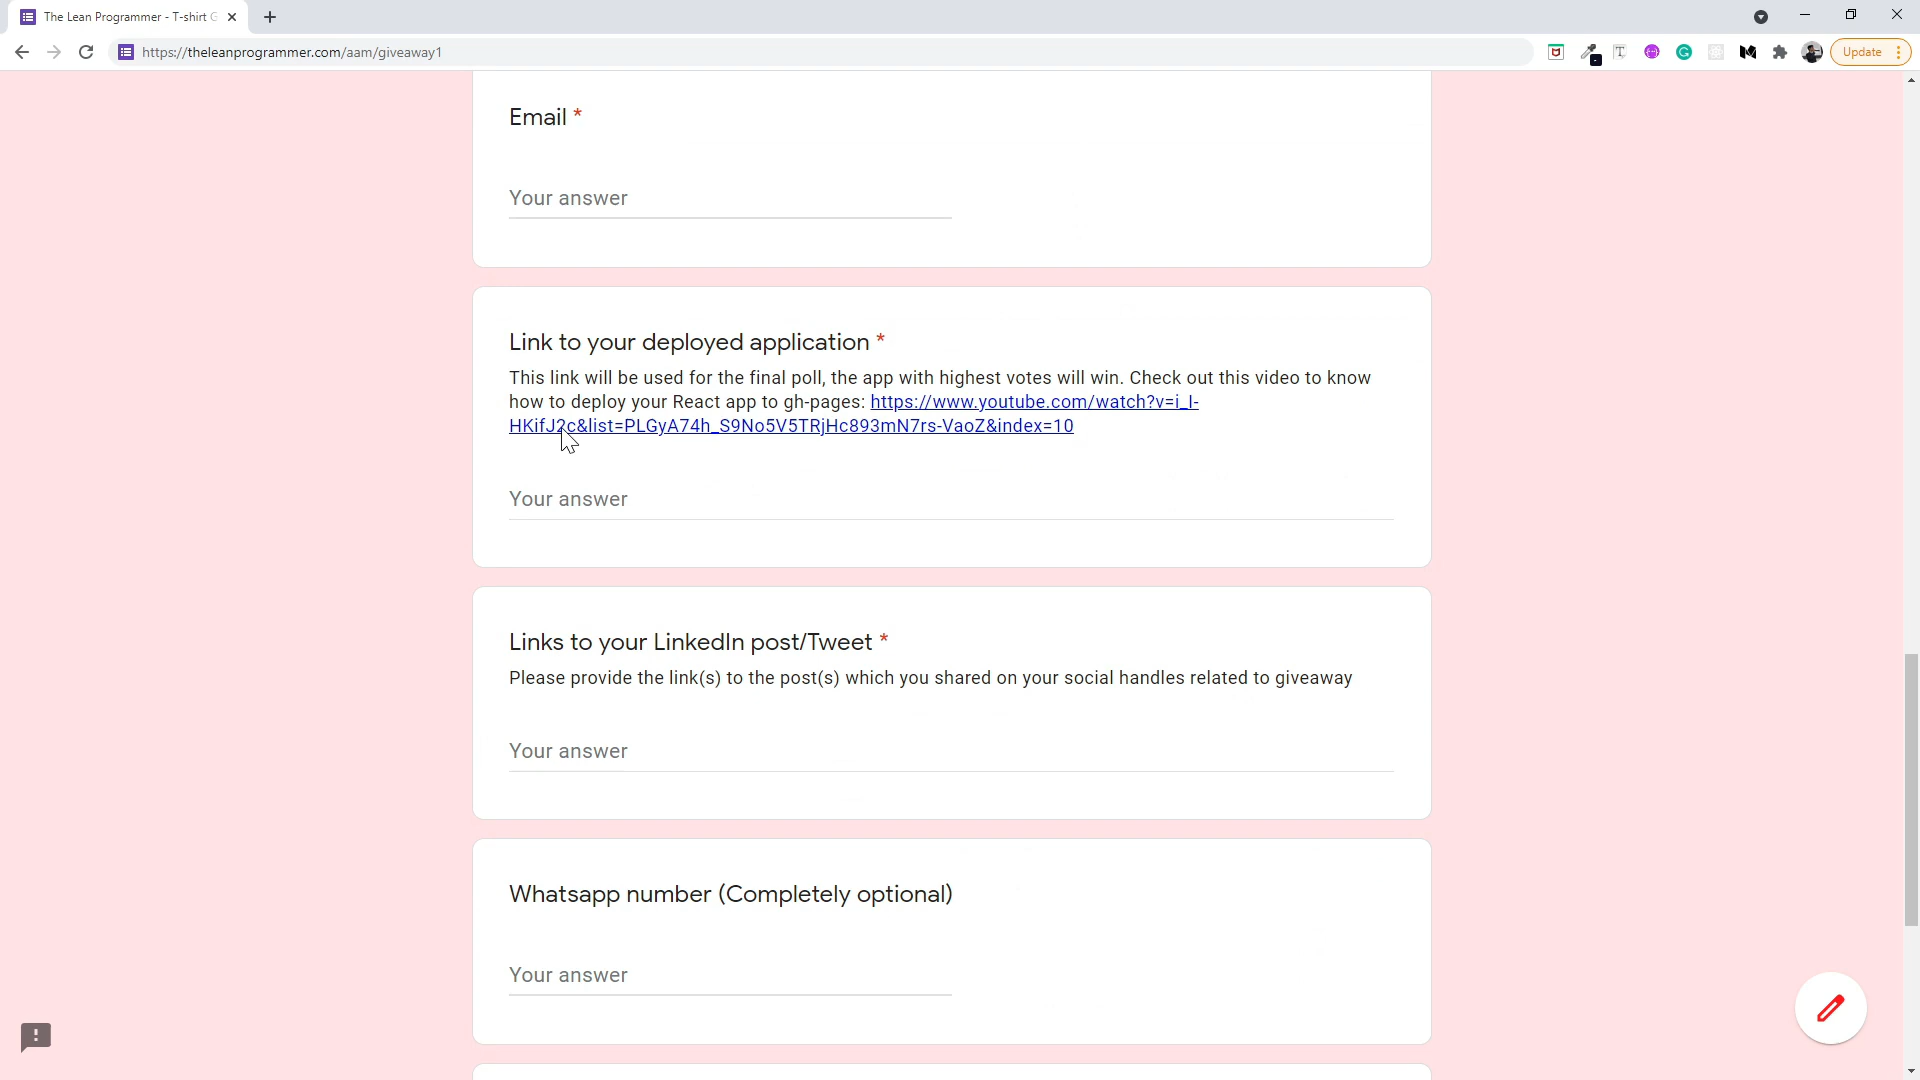 The Lean Programmer - T-shirt G
https://theleanprogrammer.com/aam/giveaway1
Update
Email *
Your answer
Link to your deployed application *
This link will be used for the final poll, the app with highest votes will win. Check out this video to know
how to deploy your React app to gh-pages: https://www.youtube.com/watch?v=i_I-
HKifJ2c&list=PLGyA74h_S9No5V5TRjHc893mN7rs-VaoZ&index=10
Your answer
Links to your LinkedIn post/Tweet *
Please provide the link(s) to the post(s) which you shared on your social handles related to giveaway
Your answer
Whatsapp number (Completely optional)
Your answer